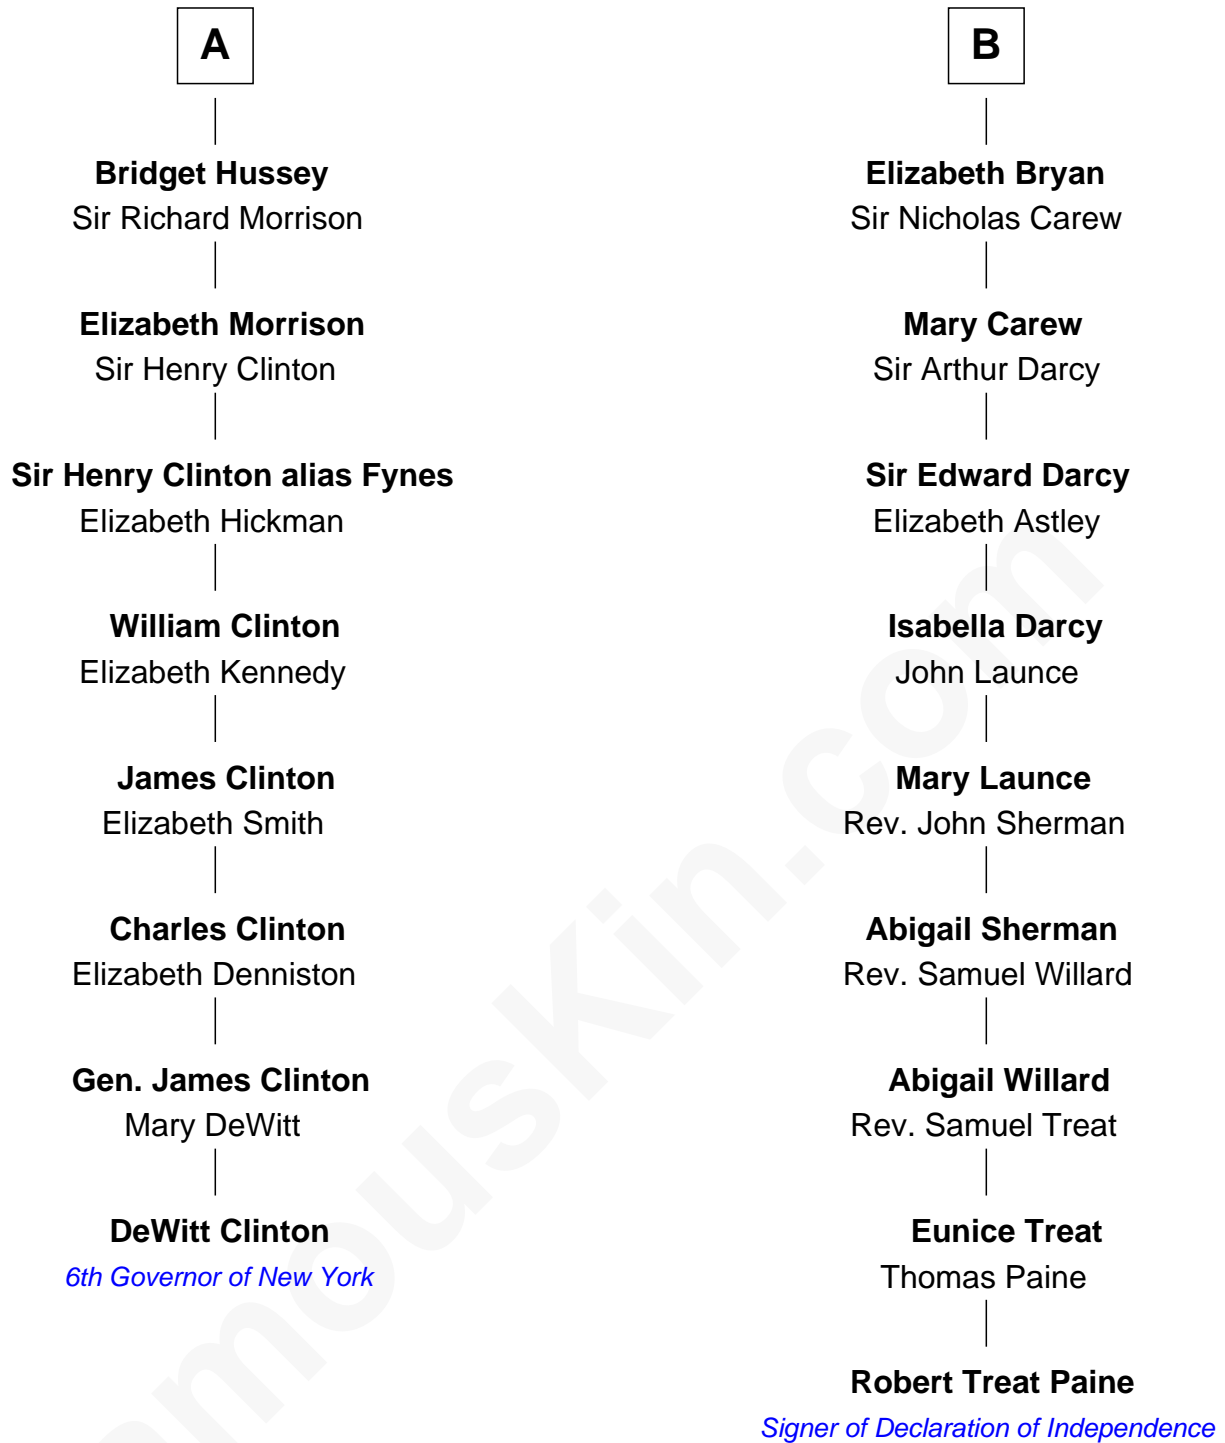 A
Bridget Hussey
Sir Richard Morrison
Elizabeth Morrison
Sir Henry Clinton
Sir Henry Clinton alias Fynes
Elizabeth Hickman
William Clinton
Elizabeth Kennedy
James Clinton
Elizabeth Smith
Charles Clinton
Elizabeth Denniston
Gen. James Clinton
Mary DeWitt
DeWitt Clinton
6th Governor of New York
B
Elizabeth Bryan
Sir Nicholas Carew
Mary Carew
Sir Arthur Darcy
Sir Edward Darcy
Elizabeth Astley
Isabella Darcy
John Launce
Mary Launce
Rev. John Sherman
Abigail Sherman
Rev. Samuel Willard
Abigail Willard
Rev. Samuel Treat
Eunice Treat
Thomas Paine
Robert Treat Paine
Signer of Declaration of Independence
amousKin.com